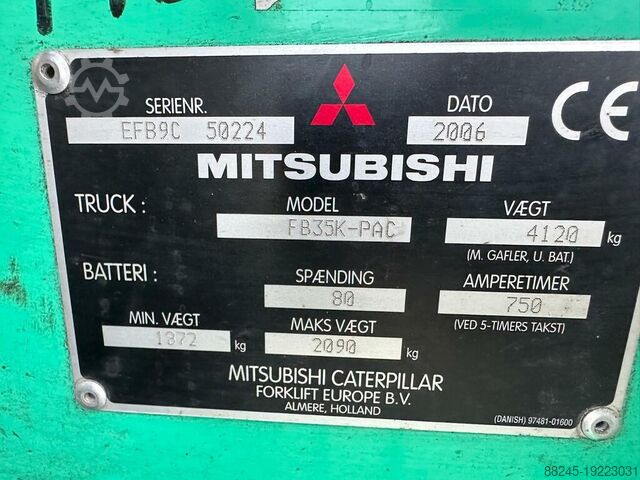 SERIENR. DATO CE
EFB9C 50224 2006
MITSUBISHI
TRUCK : MODEL VÆGT
FB35K-PAC 4120 kg
(M. GAFLER, U. BAT.)
BATTERI : SPÆNDING AMPERETIMER
80 750
MIN. VÆGT MAKS VÆGT (VED 5-TIMERS TAKST)
1872 kg 2090 kg
MITSUBISHI CATERPILLAR
FORKLIFT EUROPE B.V.
ALMERE, HOLLAND
(DANISH) 97481-01600
88245-19223031